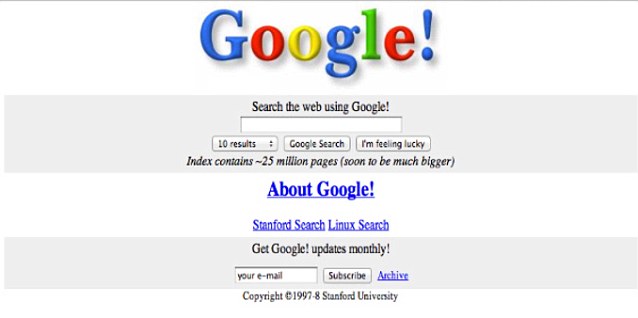 Google!
Search the web using Google!
10 results Google Search I'm feeling lucky
Index contains ~25 million pages (soon to be much bigger)
About Google!
Stanford Search Linux Search
Get Google! updates monthly!
your e-mail Subscribe Archive
Copyright ©1997-8 Stanford University